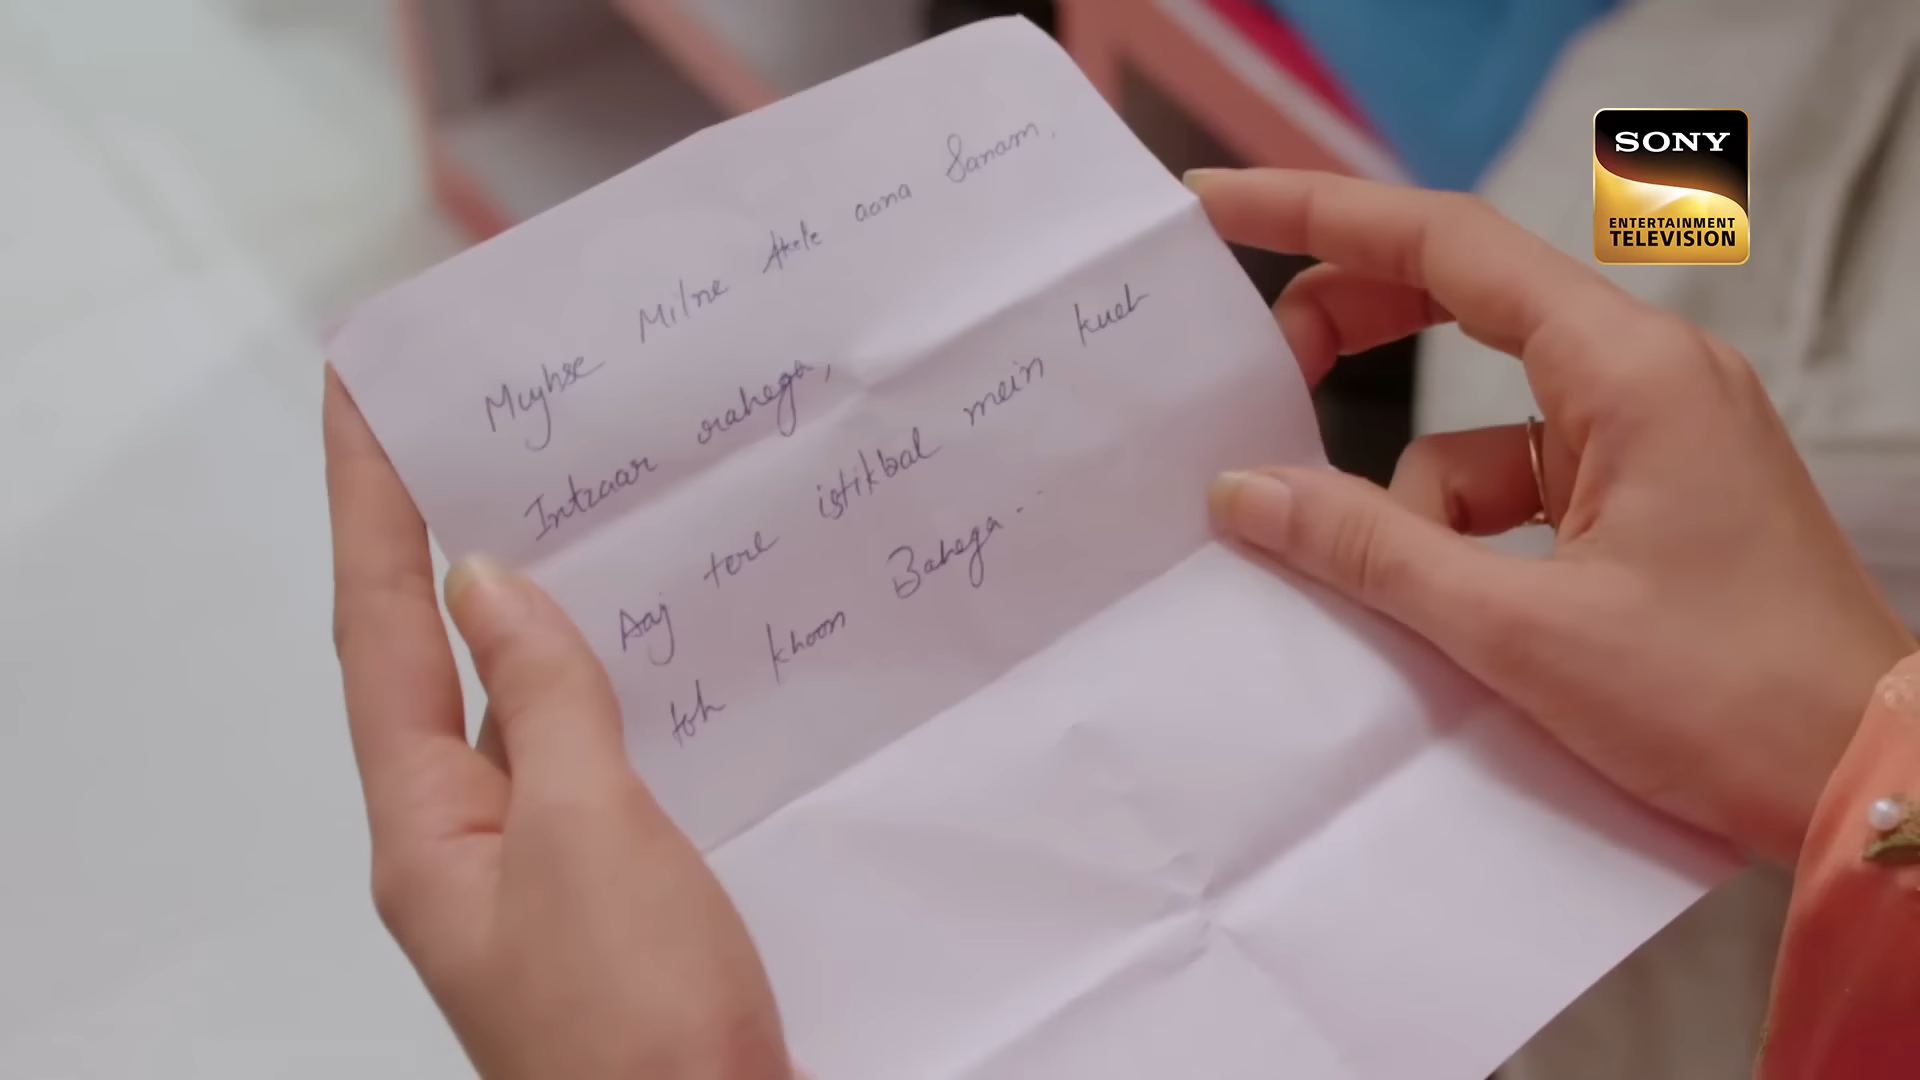 Mujhse Milne Akele aana Sanam,
Intzaar rahega,
Aaj tere istikbal mein kuch
toh khoon Bahega..
SONY
ENTERTAINMENT
TELEVISION